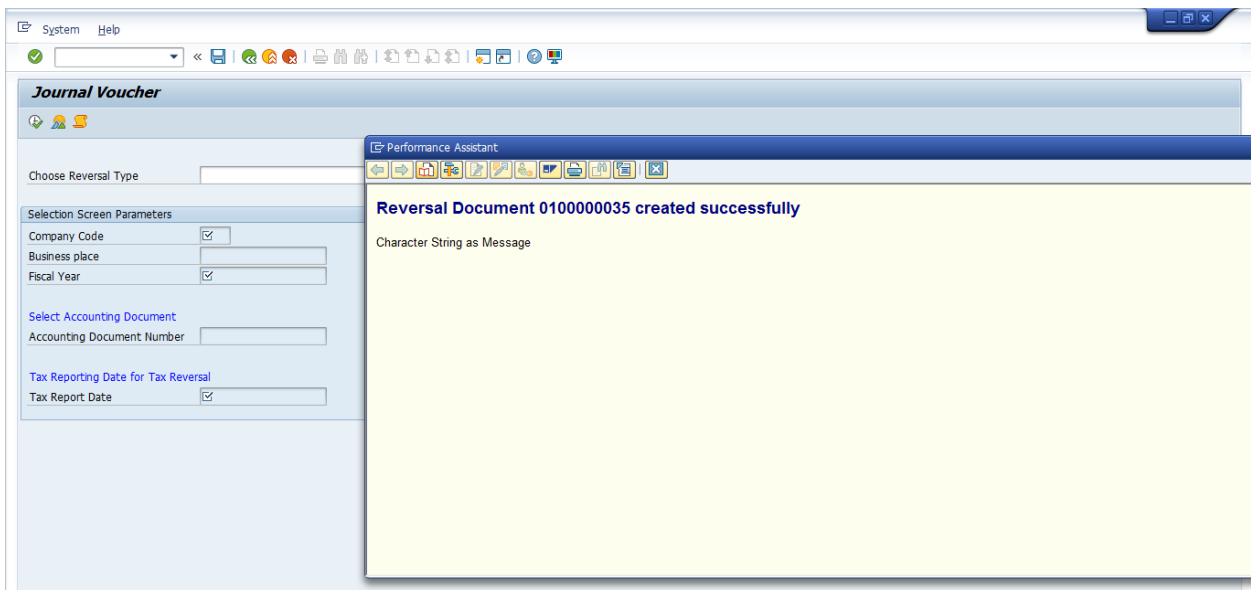 System Help
Journal Voucher
Performance Assistant
Choose Reversal Type
Reversal Document 0100000035 created successfully
Selection Screen Parameters
Company Code
Character String as Message
Business place
Fiscal Year
Select Accounting Document
Accounting Document Number
Tax Reporting Date for Tax Reversal
Tax Report Date